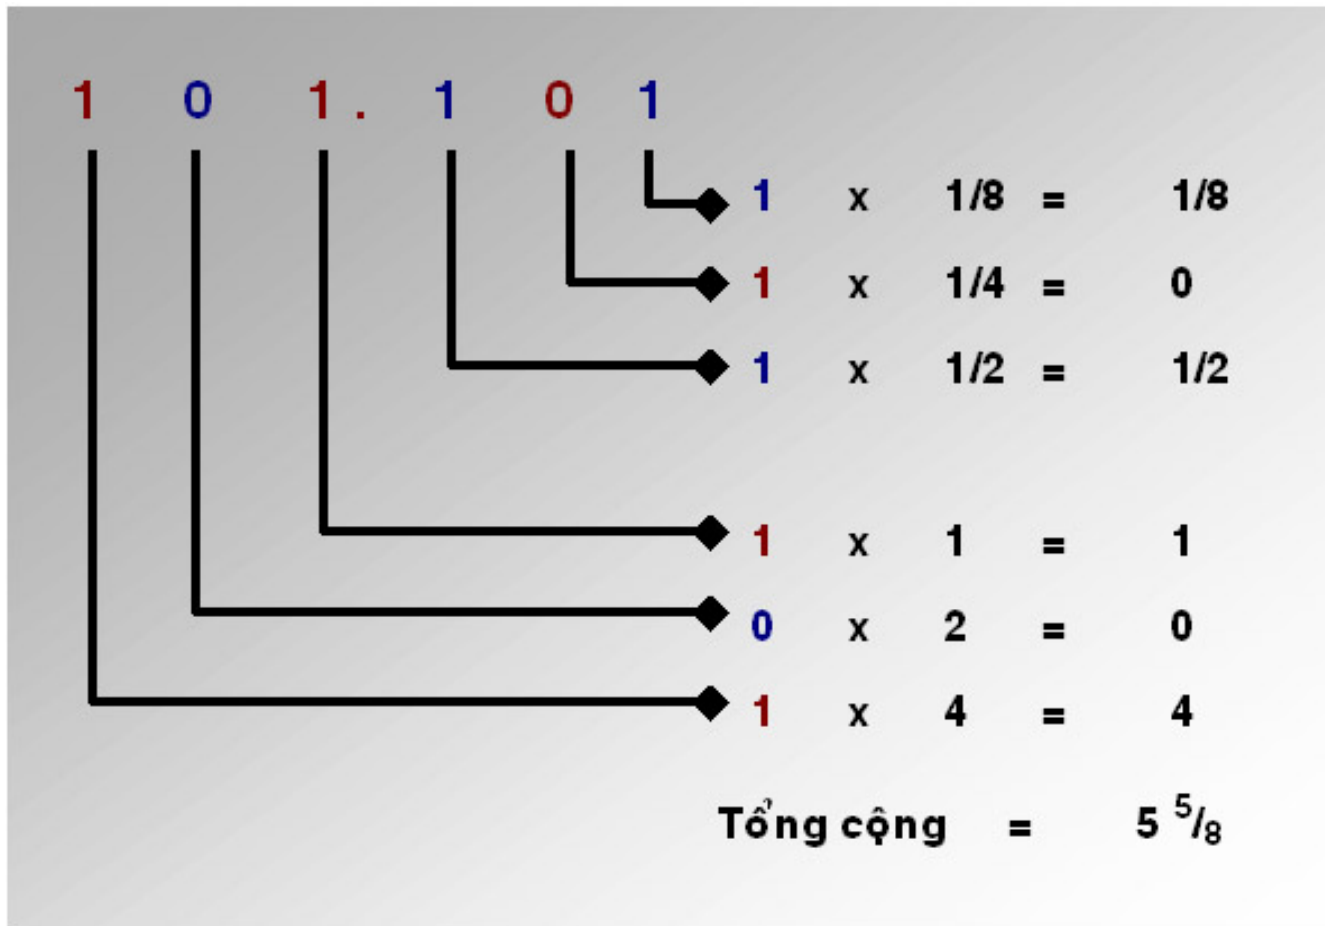 1 0 1 . 1 0 1
1 x 1/8 = 1/8
1 x 1/4 = 0
1 x 1/2 = 1/2
1 x 1 = 1
0 x 2 = 0
1 x 4 = 4
Tổng cộng = 5 5/8